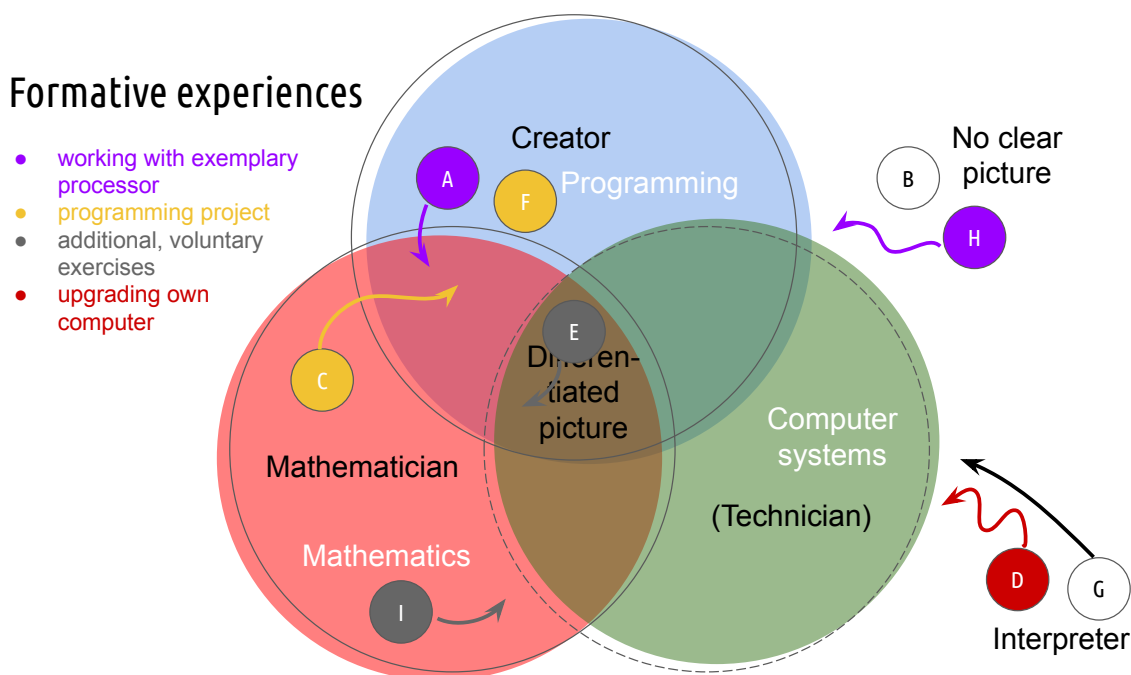 Formative experiences
working with exemplary
processor
programming project
additional, voluntary
exercises
upgrading own
computer
Creator
Programming
A
F
No clear
picture
B
H
E
Differen-
tiated
picture
C
Computer
systems
Mathematician
(Technician)
Mathematics
I
D
G
Interpreter